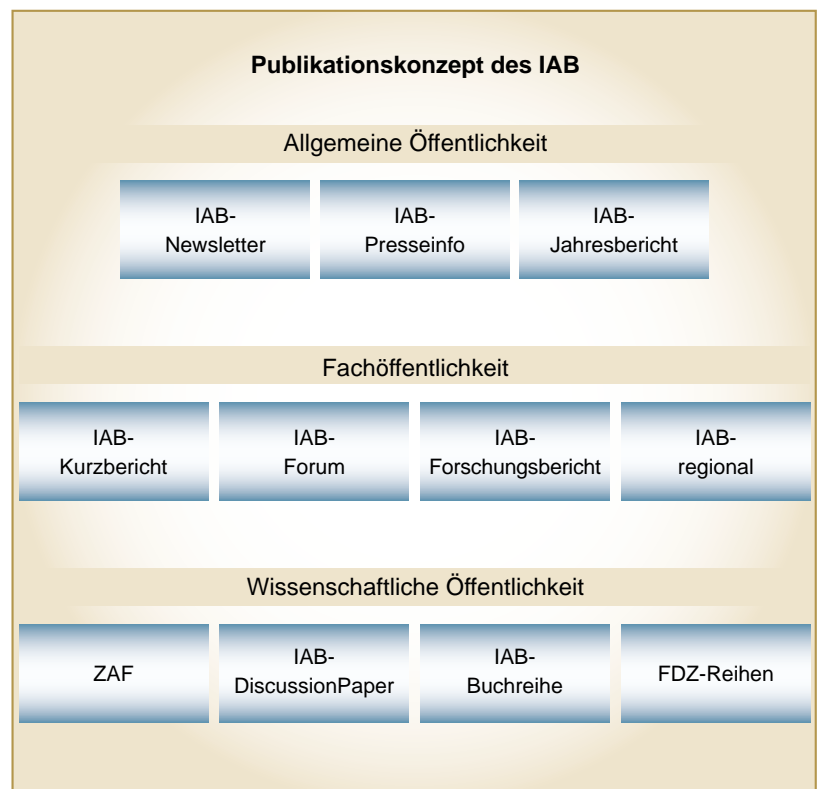 Publikationskonzept des IAB
Allgemeine Öffentlichkeit
IAB-
Newsletter
IAB-
Presseinfo
IAB-
Jahresbericht
Fachöffentlichkeit
IAB-
Kurzbericht
IAB-
Forum
IAB-
Forschungsbericht
IAB-
regional
Wissenschaftliche Öffentlichkeit
ZAF
IAB-
DiscussionPaper
IAB-
Buchreihe
FDZ-Reihen